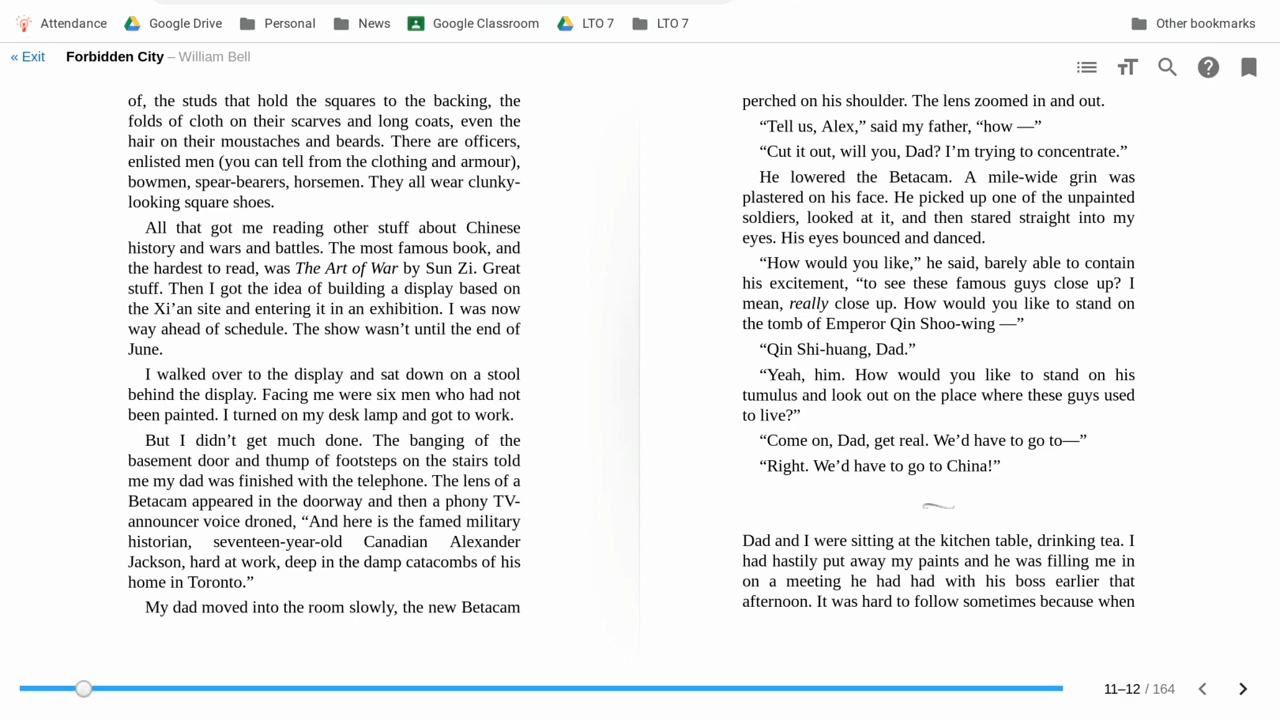 Attendance Google Drive Personal News Google Classroom LTO 7 LTO 7 Other bookmarks
« Exit Forbidden City – William Bell
of, the studs that hold the squares to the backing, the
folds of cloth on their scarves and long coats, even the
hair on their moustaches and beards. There are officers,
enlisted men (you can tell from the clothing and armour),
bowmen, spear-bearers, horsemen. They all wear clunky-
looking square shoes.
All that got me reading other stuff about Chinese
history and wars and battles. The most famous book, and
the hardest to read, was The Art of War by Sun Zi. Great
stuff. Then I got the idea of building a display based on
the Xi’an site and entering it in an exhibition. I was now
way ahead of schedule. The show wasn’t until the end of
June.
I walked over to the display and sat down on a stool
behind the display. Facing me were six men who had not
been painted. I turned on my desk lamp and got to work.
But I didn’t get much done. The banging of the
basement door and thump of footsteps on the stairs told
me my dad was finished with the telephone. The lens of a
Betacam appeared in the doorway and then a phony TV-
announcer voice droned, “And here is the famed military
historian, seventeen-year-old Canadian Alexander
Jackson, hard at work, deep in the damp catacombs of his
home in Toronto.”
My dad moved into the room slowly, the new Betacam
perched on his shoulder. The lens zoomed in and out.
“Tell us, Alex,” said my father, “how —”
“Cut it out, will you, Dad? I’m trying to concentrate.”
He lowered the Betacam. A mile-wide grin was
plastered on his face. He picked up one of the unpainted
soldiers, looked at it, and then stared straight into my
eyes. His eyes bounced and danced.
“How would you like,” he said, barely able to contain
his excitement, “to see these famous guys close up? I
mean, really close up. How would you like to stand on
the tomb of Emperor Qin Shoo-wing —”
“Qin Shi-huang, Dad.”
“Yeah, him. How would you like to stand on his
tumulus and look out on the place where these guys used
to live?”
“Come on, Dad, get real. We’d have to go to—”
“Right. We’d have to go to China!”
Dad and I were sitting at the kitchen table, drinking tea. I
had hastily put away my paints and he was filling me in
on a meeting he had had with his boss earlier that
afternoon. It was hard to follow sometimes because when
11–12 / 164